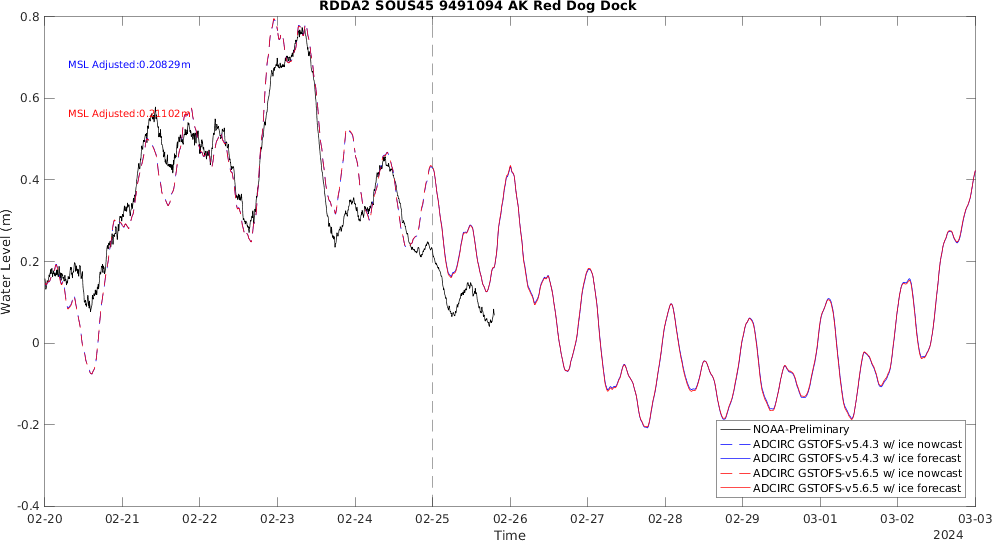 RDDA2 SOUS45 9491094 AK Red Dog Dock
0.8
MSL Adjusted:0.20829m
0.6
MSL Adjusted:0.21102m
0.4
0.2
0
-0.2
-0.4
Water Level (m)
NOAA-Preliminary
ADCIRC GSTOFS-v5.4.3 w/ ice nowcast
ADCIRC GSTOFS-v5.4.3 w/ ice forecast
ADCIRC GSTOFS-v5.6.5 w/ ice nowcast
ADCIRC GSTOFS-v5.6.5 w/ ice forecast
02-20 02-21 02-22 02-23 02-24 02-25 02-26 02-27 02-28 02-29 03-01 03-02 03-03
Time
2024